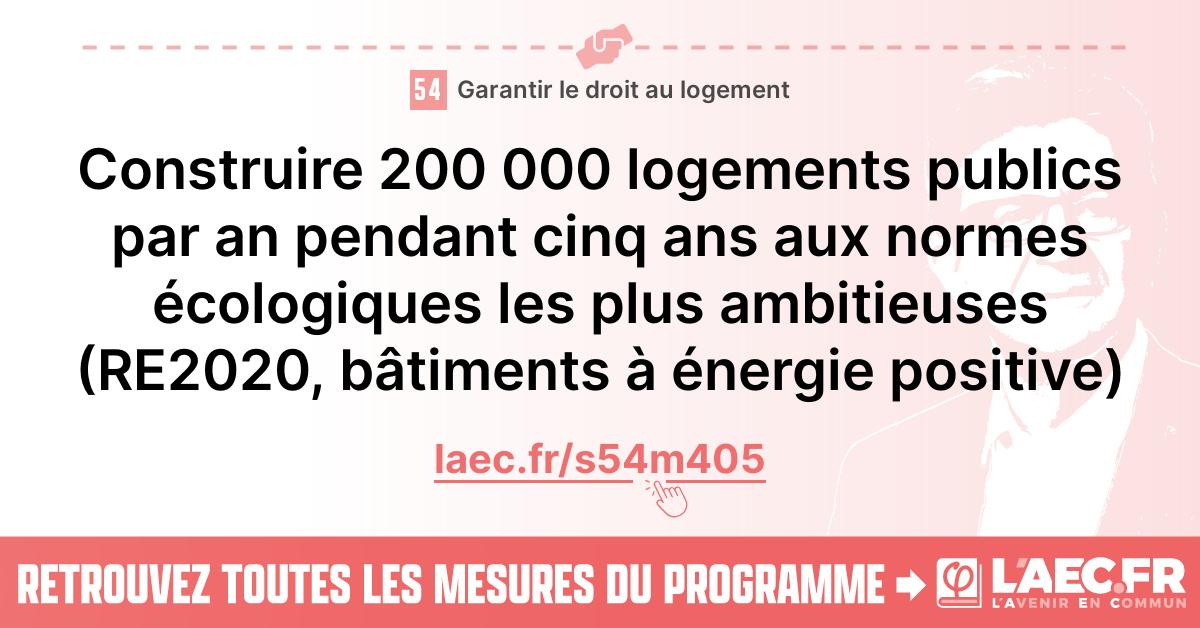 54 Garantir le droit au logement
Construire 200 000 logements publics
par an pendant cinq ans aux normes
écologiques les plus ambitieuses
(RE2020, bâtiments à énergie positive)
laec.fr/s54m405
RETROUVEZ TOUTES LES MESURES DU PROGRAMME
φ L'AEC.FR
L'AVENIR EN COMMUN